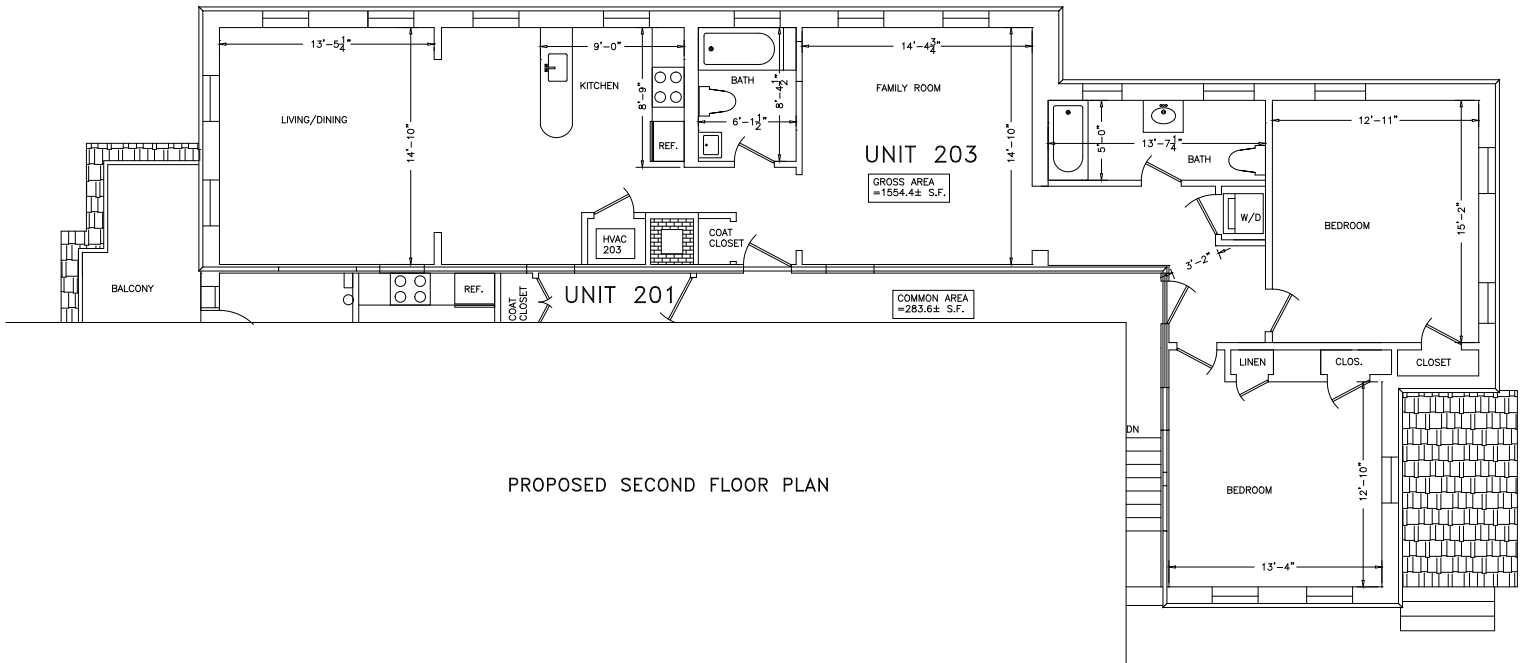 13'-5 1/4"
9'-0"
14'-4 3/4"
KITCHEN
BATH
8'-9"
8'-4 1/2"
FAMILY ROOM
LIVING/DINING
14'-10"
6'-1 1/2"
REF.
14'-10"
UNIT 203
GROSS AREA
=1554.4± S.F.
5'-0"
13'-7 1/4"
BATH
12'-11"
W/D
BEDROOM
15'-2"
HVAC
203
COAT
CLOSET
3'-2"
BALCONY
REF.
COAT
CLOSET
UNIT 201
COMMON AREA
=283.6± S.F.
LINEN
CLOS.
CLOSET
DN
PROPOSED SECOND FLOOR PLAN
BEDROOM
12'-10"
13'-4"